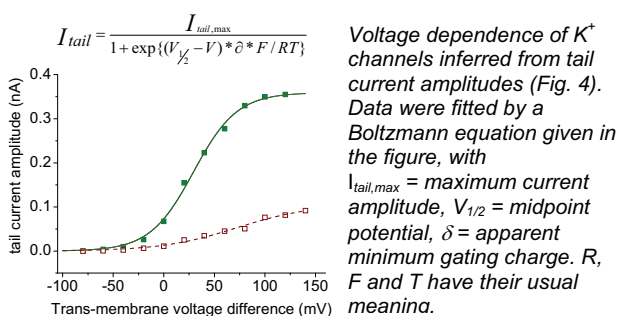 I_tail = I_tail,max / 1 + exp{(V_½ – V) * ∂ * F / RT}
Voltage dependence of K⁺
channels inferred from tail
current amplitudes (Fig. 4).
Data were fitted by a
Boltzmann equation given in
the figure, with
I_tail,max = maximum current
amplitude, V_1/2 = midpoint
potential, δ = apparent
minimum gating charge. R,
F and T have their usual
meaning.
tail current amplitude (nA)
0.4
0.3
0.2
0.1
0.0
-100 -50 0 50 100 150
Trans-membrane voltage difference (mV)